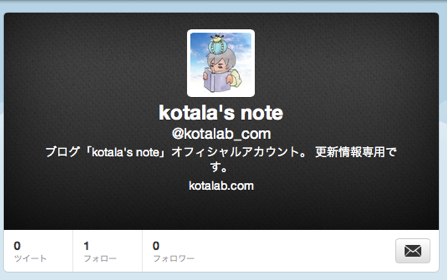 kotala's note
@kotalab_com
ブログ「kotala's note」オフィシャルアカウント。 更新情報専用で
す。
kotalab.com
0
ツイート
1
フォロー
0
フォロワー